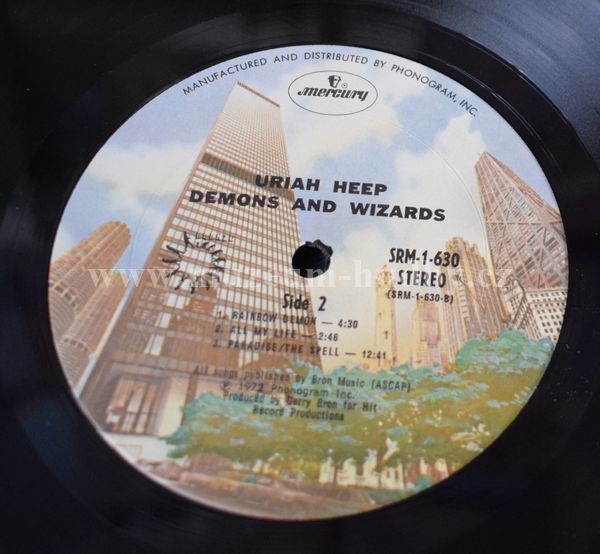 MANUFACTURED AND DISTRIBUTED BY PHONOGRAM, INC.
mercury
URIAH HEEP
DEMONS AND WIZARDS
SRM-1-630
STEREO
(SRM-1-630-B)
Side 2
1. RAINBOW DEMON — 4:30
2. ALL MY LIFE — 2:46
3. PARADISE/THE SPELL — 12:41
All songs published by Bron Music (ASCAP)
℗ 1972 Phonogram Inc.
Produced by Gerry Bron for Hit
Record Productions